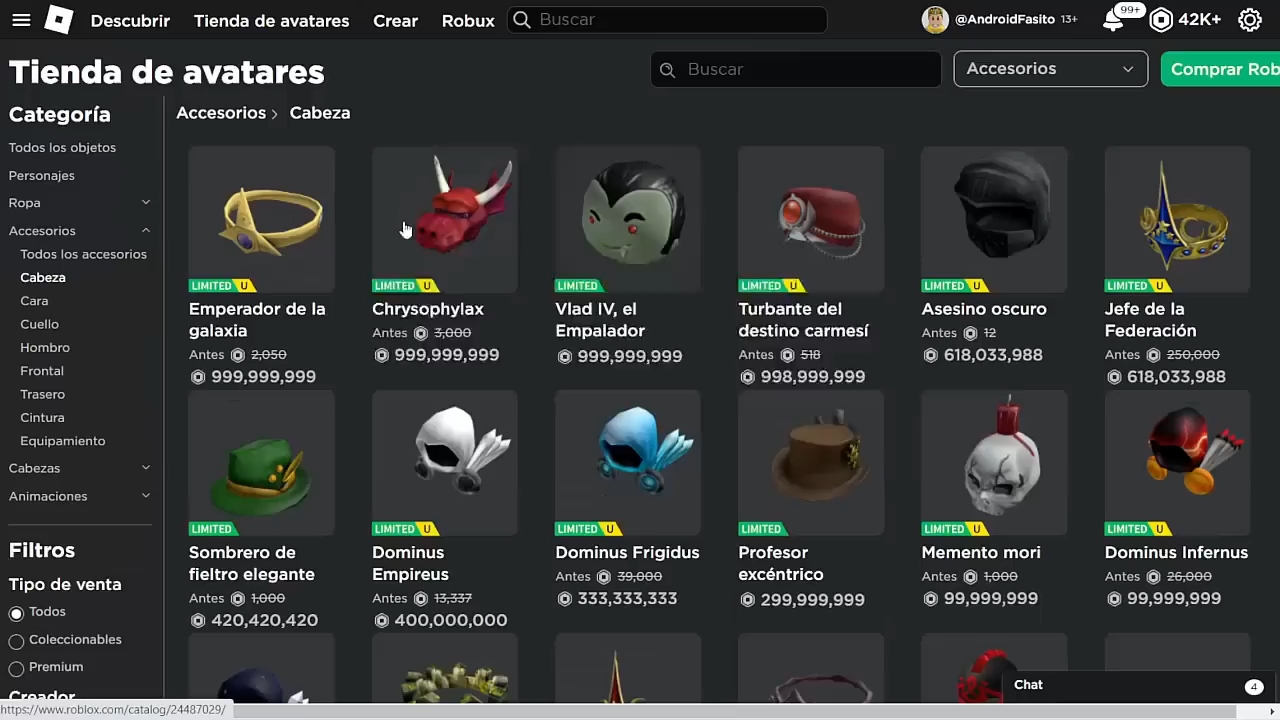 Descubrir Tienda de avatares Crear Robux Buscar @AndroidFasito 13+ 99+ 42K+
Tienda de avatares Buscar Accesorios Comprar Rob
Categoría
Todos los objetos
Personajes
Ropa
Accesorios
Todos los accesorios
Cabeza
Cara
Cuello
Hombro
Frontal
Trasero
Cintura
Equipamiento
Cabezas
Animaciones
Filtros
Tipo de venta
Todos
Coleccionables
Premium
Creador
Accesorios > Cabeza
LIMITED U
Emperador de la
galaxia
Antes 2,050
999,999,999
LIMITED U
Chrysophylax
Antes 3,000
999,999,999
LIMITED
Vlad IV, el
Empalador
999,999,999
LIMITED U
Turbante del
destino carmesí
Antes 518
998,999,999
LIMITED U
Asesino oscuro
Antes 12
618,033,988
LIMITED U
Jefe de la
Federación
Antes 250,000
618,033,988
LIMITED
Sombrero de
fieltro elegante
Antes 1,000
420,420,420
LIMITED U
Dominus
Empireus
Antes 13,337
400,000,000
LIMITED U
Dominus Frigidus
Antes 39,000
333,333,333
LIMITED
Profesor
excéntrico
299,999,999
LIMITED U
Memento mori
Antes 1,000
99,999,999
LIMITED U
Dominus Infernus
Antes 26,000
99,999,999
Chat 4
https://www.roblox.com/catalog/24487029/